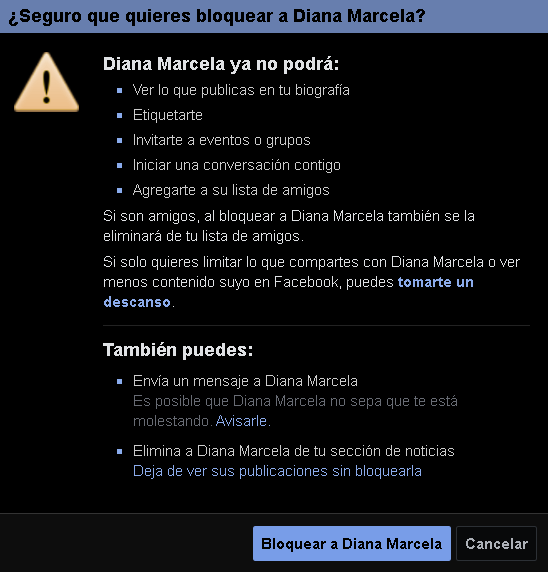 ¿Seguro que quieres bloquear a Diana Marcela?
Diana Marcela ya no podrá:
Ver lo que publicas en tu biografía
Etiquetarte
Invitarte a eventos o grupos
Iniciar una conversación contigo
Agregarte a su lista de amigos
Si son amigos, al bloquear a Diana Marcela también se la
eliminará de tu lista de amigos.
Si solo quieres limitar lo que compartes con Diana Marcela o ver
menos contenido suyo en Facebook, puedes tomarte un
descanso.
También puedes:
Envía un mensaje a Diana Marcela
Es posible que Diana Marcela no sepa que te está
molestando. Avisarle.
Elimina a Diana Marcela de tu sección de noticias
Deja de ver sus publicaciones sin bloquearla
Bloquear a Diana Marcela
Cancelar